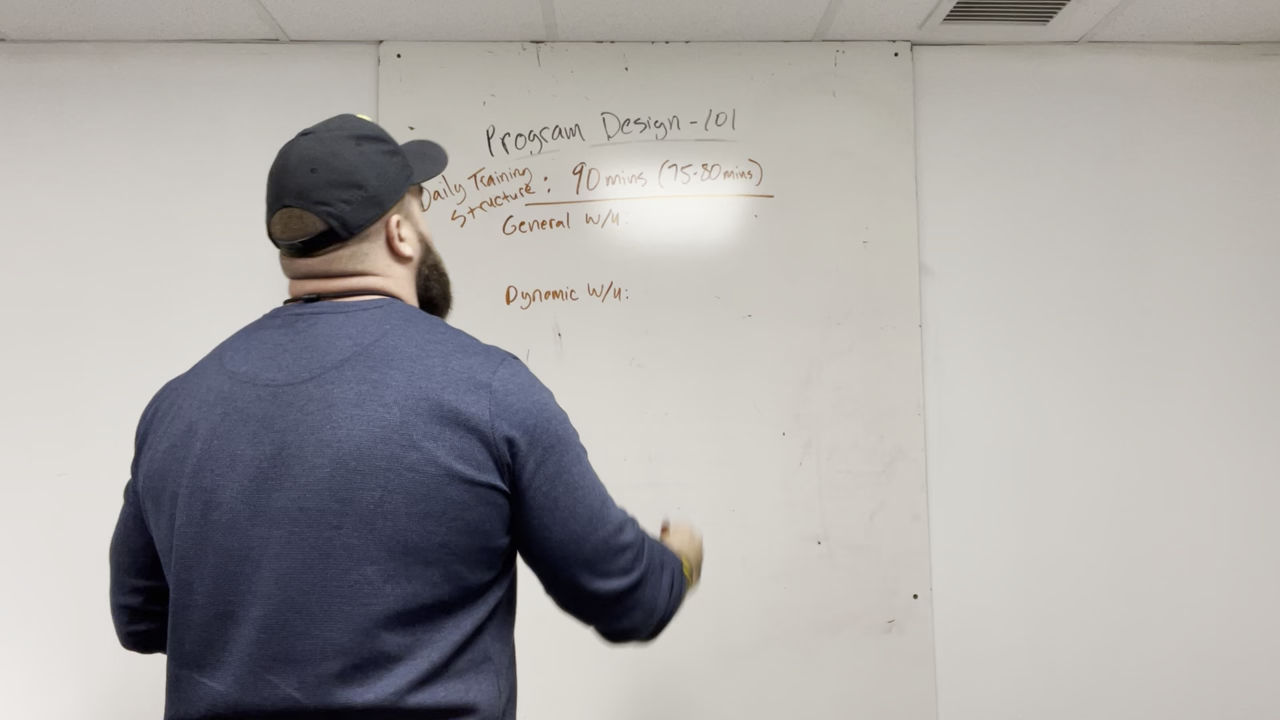 Program Design - 101
Daily Training
Structure : 90 mins (75-80 mins)
General W/u:
Dynamic W/u: